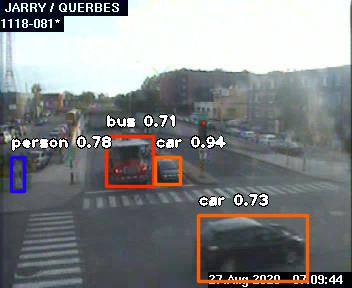 JARRY / QUERBES
1118-081*
bus 0.71
person 0.78
car 0.94
car 0.73
27.Aug 2020 07:09:44